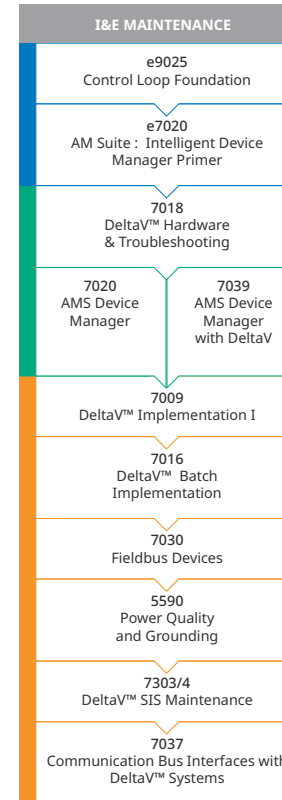 I&E MAINTENANCE
e9025
Control Loop Foundation
e7020
AM Suite : Intelligent Device
Manager Primer
7018
DeltaV™ Hardware
& Troubleshooting
7020
AMS Device
Manager
7039
AMS Device
Manager
with DeltaV
7009
DeltaV™ Implementation I
7016
DeltaV™ Batch
Implementation
7030
Fieldbus Devices
5590
Power Quality
and Grounding
7303/4
DeltaV™ SIS Maintenance
7037
Communication Bus Interfaces with
DeltaV™ Systems